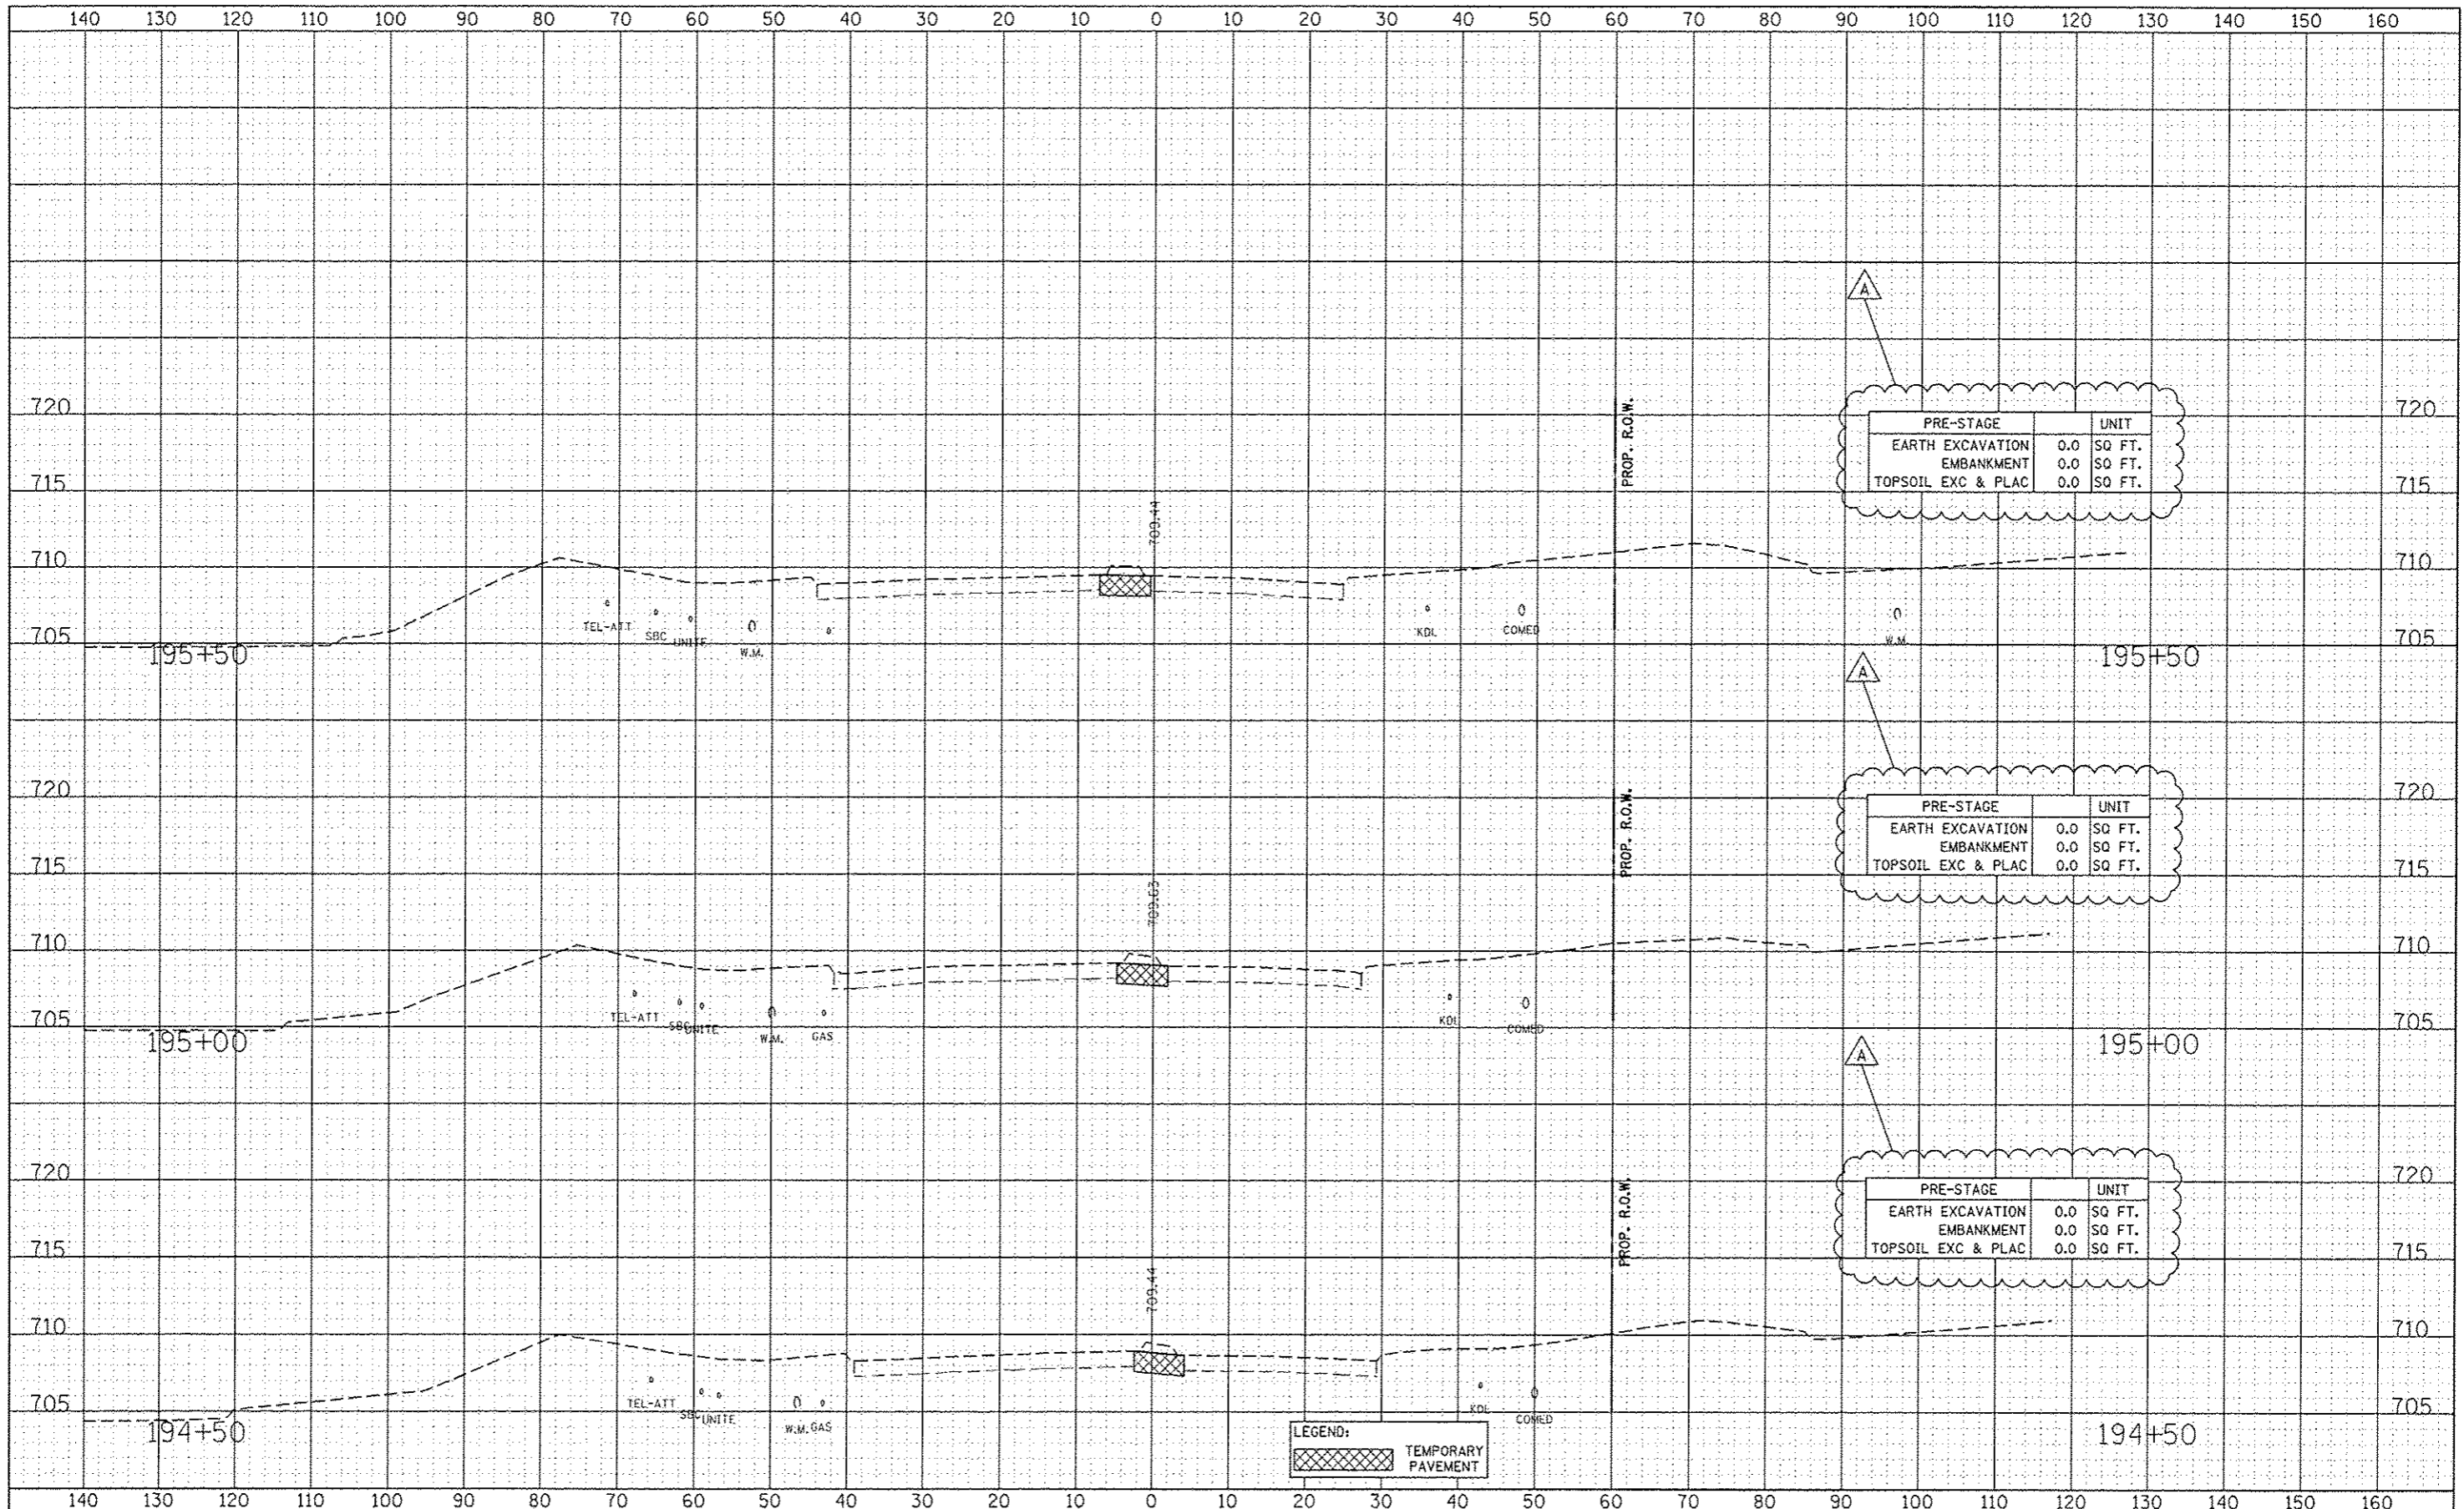 140 130 120 110 100 90 80 70 60 50 40 30 20 10 0 10 20 30 40 50 60 70 80 90 100 110 120 130 140 150 160
A
720 PROP. R.O.W. 720
PRE-STAGE UNIT
EARTH EXCAVATION 0.0 SQ FT.
EMBANKMENT 0.0 SQ FT.
TOPSOIL EXC & PLAC 0.0 SQ FT.
715 715
709.44
710 710
TEL-ATT SBC UNITE W.M. KDL COMED W.M.
705 705
195+50 195+50
A
720 PROP. R.O.W. 720
PRE-STAGE UNIT
EARTH EXCAVATION 0.0 SQ FT.
EMBANKMENT 0.0 SQ FT.
TOPSOIL EXC & PLAC 0.0 SQ FT.
715 715
709.63
710 710
TEL-ATT SBC UNITE W.M. GAS KDL COMED
705 705
195+00 195+00
A
720 PROP. R.O.W. 720
PRE-STAGE UNIT
EARTH EXCAVATION 0.0 SQ FT.
EMBANKMENT 0.0 SQ FT.
TOPSOIL EXC & PLAC 0.0 SQ FT.
715 715
709.44
710 710
TEL-ATT SBC UNITE W.M. GAS KDL COMED
705 705
194+50 194+50
LEGEND:
TEMPORARY
PAVEMENT
140 130 120 110 100 90 80 70 60 50 40 30 20 10 0 10 20 30 40 50 60 70 80 90 100 110 120 130 140 150 160